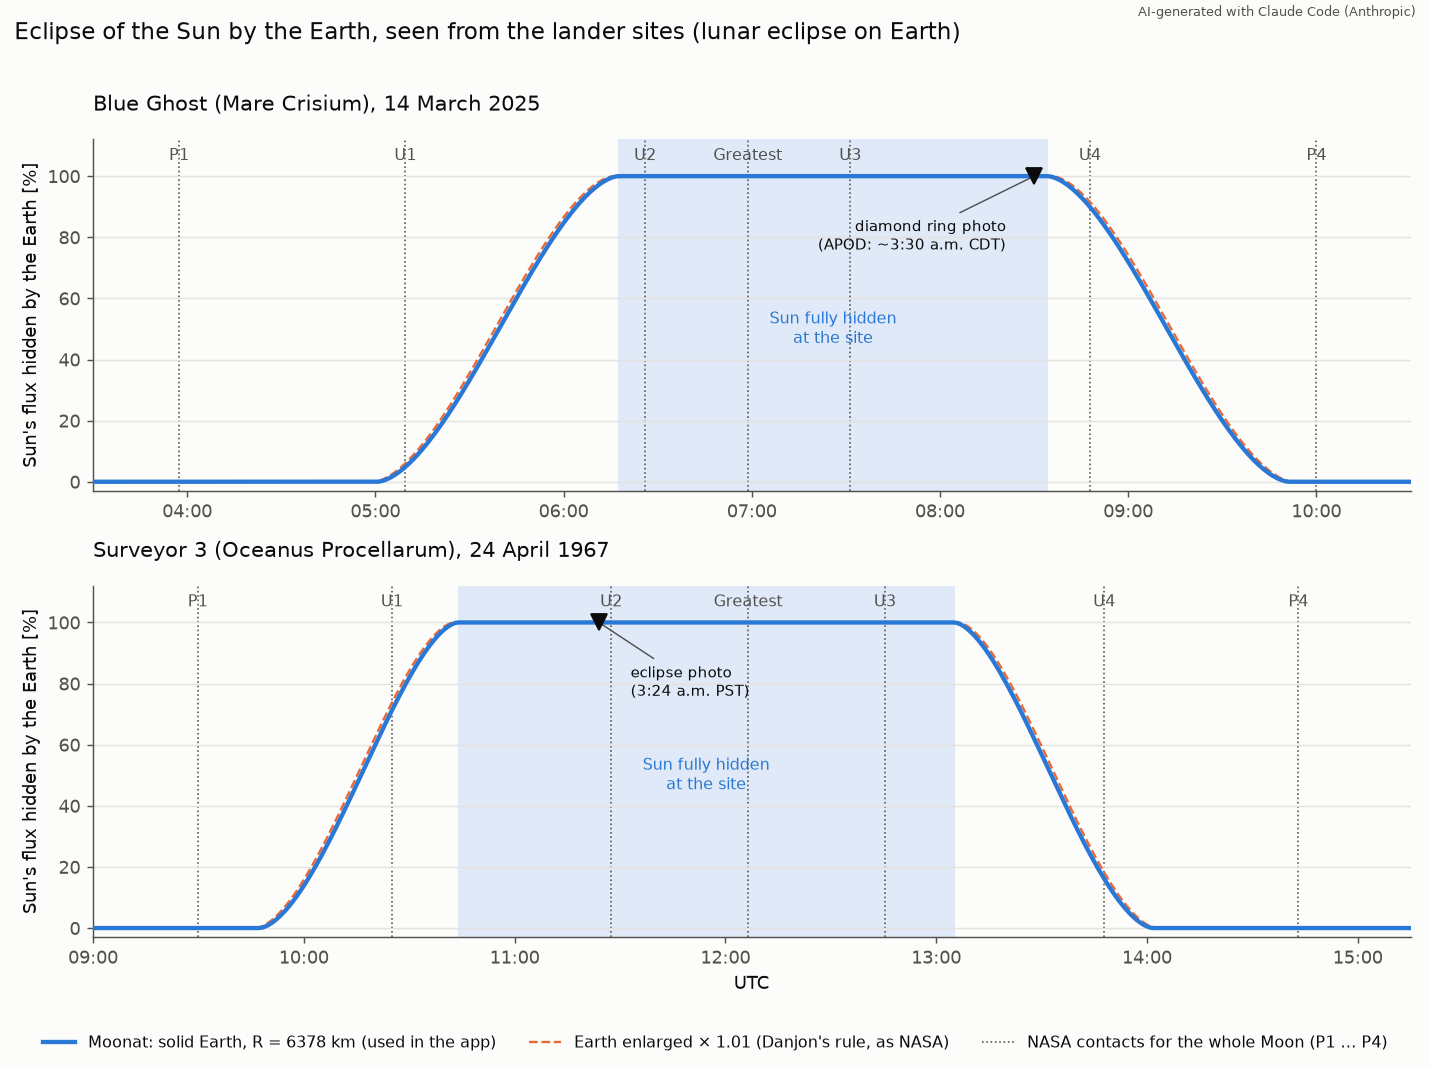 AI-generated with Claude Code (Anthropic)
Eclipse of the Sun by the Earth, seen from the lander sites (lunar eclipse on Earth)
Blue Ghost (Mare Crisium), 14 March 2025
P1 U1 U2 Greatest U3 U4 P4
Sun's flux hidden by the Earth [%]
100
80
60
40
20
0
diamond ring photo
(APOD: ~3:30 a.m. CDT)
Sun fully hidden
at the site
04:00 05:00 06:00 07:00 08:00 09:00 10:00
Surveyor 3 (Oceanus Procellarum), 24 April 1967
P1 U1 U2 Greatest U3 U4 P4
Sun's flux hidden by the Earth [%]
100
80
60
40
20
0
eclipse photo
(3:24 a.m. PST)
Sun fully hidden
at the site
09:00 10:00 11:00 12:00 13:00 14:00 15:00
UTC
Moonat: solid Earth, R = 6378 km (used in the app)
Earth enlarged × 1.01 (Danjon's rule, as NASA)
NASA contacts for the whole Moon (P1 … P4)